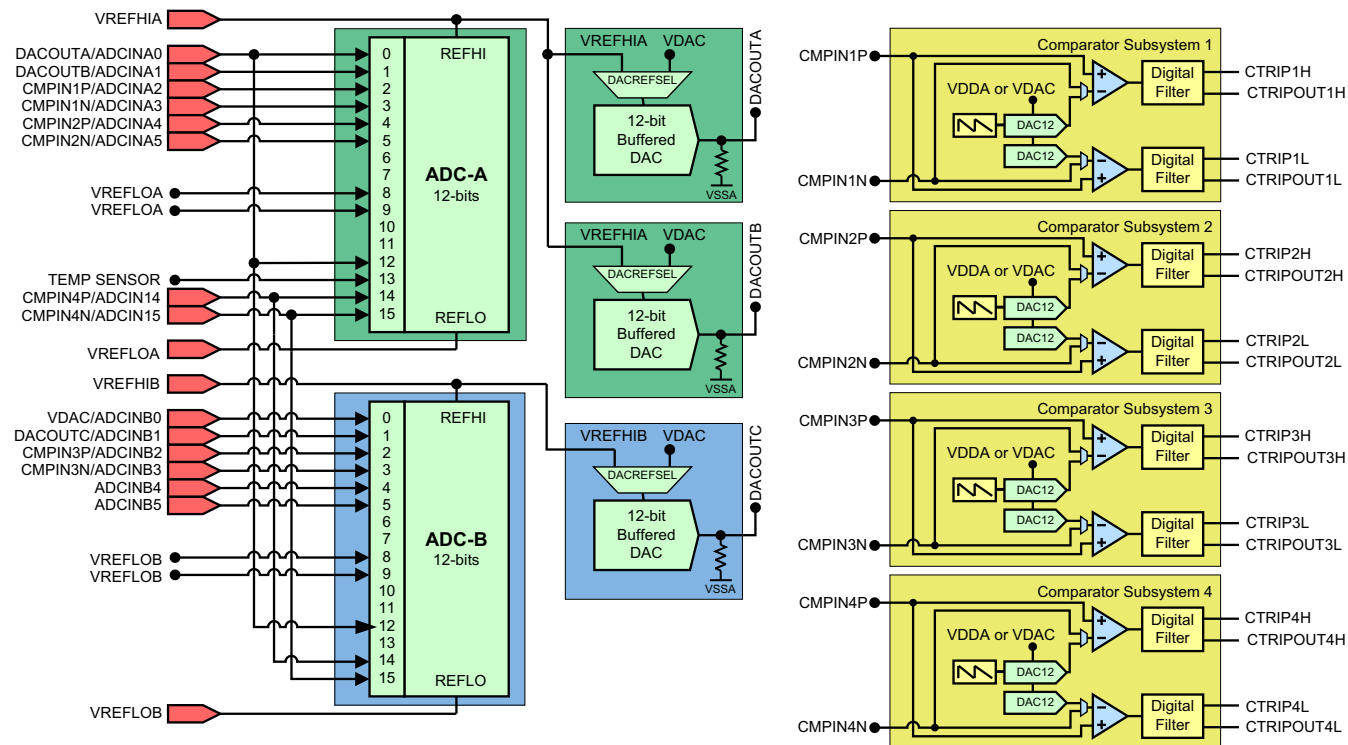 VREFHIA
DACOUTA/ADCINA0
DACOUTB/ADCINA1
CMPIN1P/ADCINA2
CMPIN1N/ADCINA3
CMPIN2P/ADCINA4
CMPIN2N/ADCINA5
VREFLOA
VREFLOA
TEMP SENSOR
CMPIN4P/ADCIN14
CMPIN4N/ADCIN15
VREFLOA
0
1
2
3
4
5
6
7
8
9
10
11
12
13
14
15
REFHI
ADC-A
12-bits
REFLO
VREFHIB
VDAC/ADCINB0
DACOUTC/ADCINB1
CMPIN3P/ADCINB2
CMPIN3N/ADCINB3
ADCINB4
ADCINB5
VREFLOB
VREFLOB
VREFLOB
0
1
2
3
4
5
6
7
8
9
10
11
12
13
14
15
REFHI
ADC-B
12-bits
REFLO
VREFHIA
VDAC
DACREFSEL
12-bit
Buffered
DAC
VSSA
DACOUTA
VREFHIA
VDAC
DACREFSEL
12-bit
Buffered
DAC
VSSA
DACOUTB
VREFHIB
VDAC
DACREFSEL
12-bit
Buffered
DAC
VSSA
DACOUTC
Comparator Subsystem 1
CMPIN1P
CMPIN1N
VDDA or VDAC
DAC12
DAC12
+
−
−
+
Digital
Filter
Digital
Filter
CTRIP1H
CTRIPOUT1H
CTRIP1L
CTRIPOUT1L
Comparator Subsystem 2
CMPIN2P
CMPIN2N
VDDA or VDAC
DAC12
DAC12
+
−
−
+
Digital
Filter
Digital
Filter
CTRIP2H
CTRIPOUT2H
CTRIP2L
CTRIPOUT2L
Comparator Subsystem 3
CMPIN3P
CMPIN3N
VDDA or VDAC
DAC12
DAC12
+
−
−
+
Digital
Filter
Digital
Filter
CTRIP3H
CTRIPOUT3H
CTRIP3L
CTRIPOUT3L
Comparator Subsystem 4
CMPIN4P
CMPIN4N
VDDA or VDAC
DAC12
DAC12
+
−
−
+
Digital
Filter
Digital
Filter
CTRIP4H
CTRIPOUT4H
CTRIP4L
CTRIPOUT4L